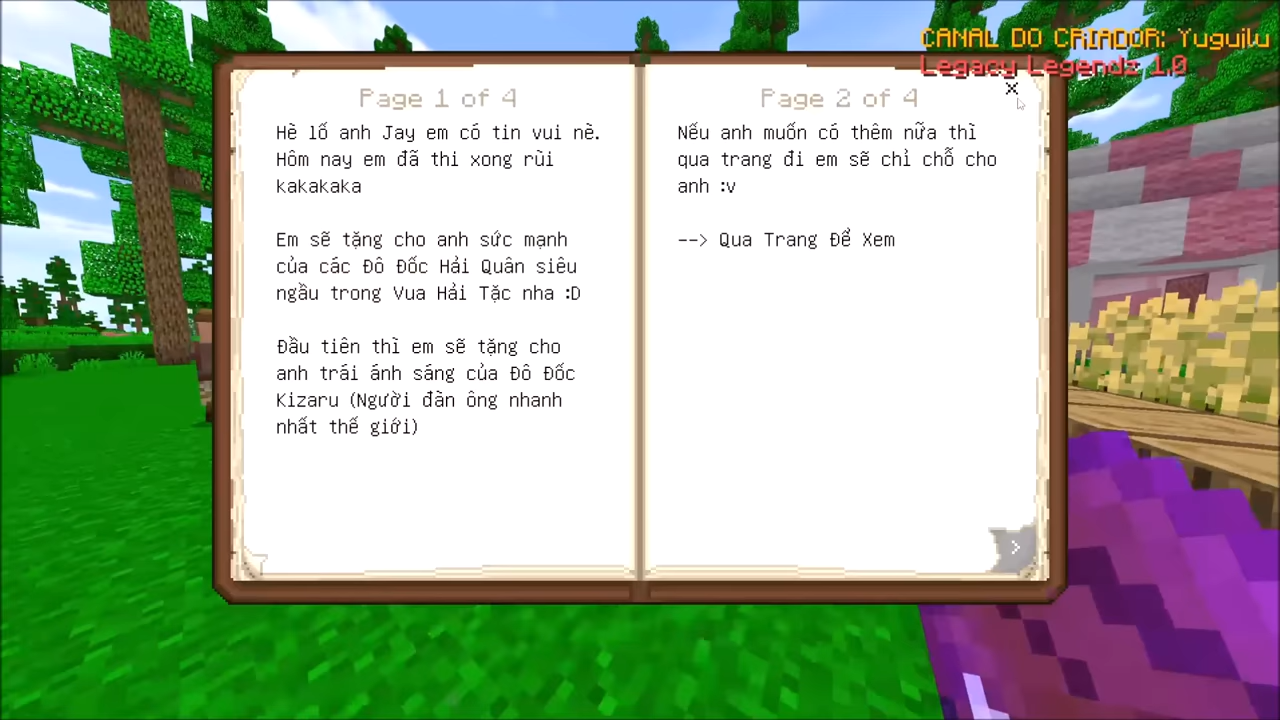 CANAL DO CRIADOR: Yuguilu
Legacy Legendz 1.0
Page 1 of 4
Hè lố anh Jay em có tin vui nè.
Hôm nay em đã thi xong rùi
kakakaka
Em sẽ tặng cho anh sức mạnh
của các Đô Đốc Hải Quân siêu
ngầu trong Vua Hải Tặc nha :D
Đầu tiên thì em sẽ tặng cho
anh trái ánh sáng của Đô Đốc
Kizaru (Người đàn ông nhanh
nhất thế giới)
Page 2 of 4
Nếu anh muốn có thêm nữa thì
qua trang đi em sẽ chỉ chỗ cho
anh :v
--> Qua Trang Để Xem